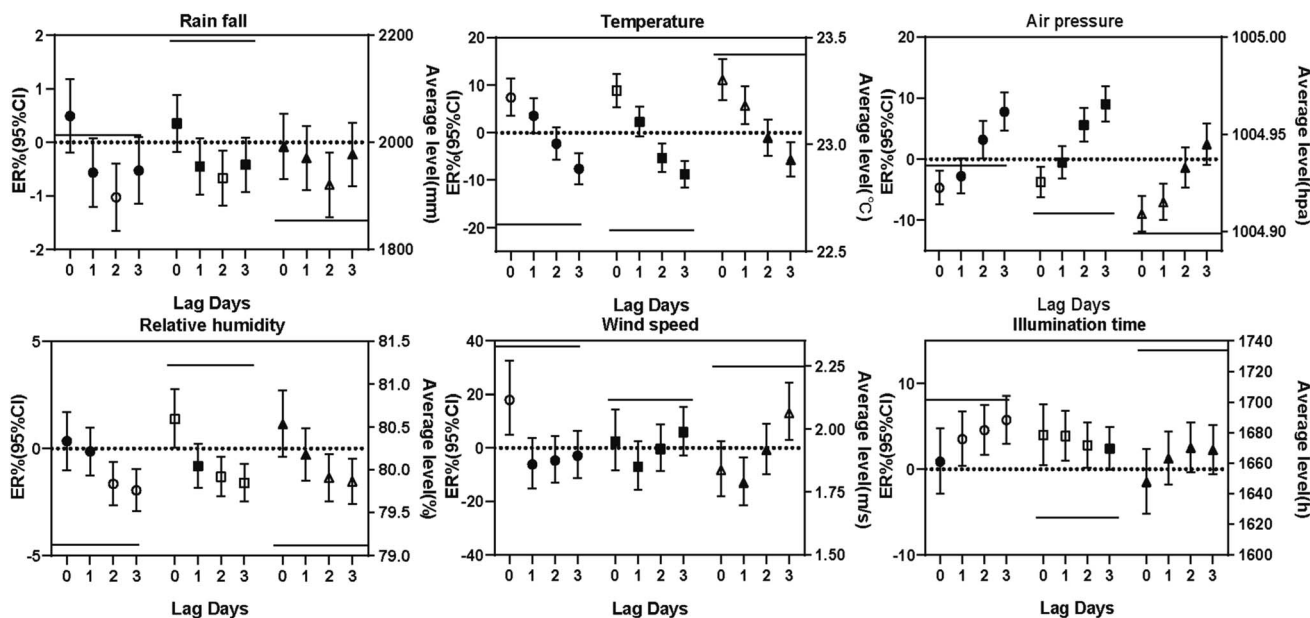 Rain fall
ER%(95%CI)
2
1
0
-1
-2
2200
2000
1800
Average level(mm)
0 1 2 3 0 1 2 3 0 1 2 3
Lag Days
Temperature
ER%(95%CI)
20
10
0
-10
-20
23.5
23.0
22.5
Average level(°C)
0 1 2 3 0 1 2 3 0 1 2 3
Lag Days
Air pressure
ER%(95%CI)
20
10
0
-10
1005.00
1004.95
1004.90
Average level(hpa)
0 1 2 3 0 1 2 3 0 1 2 3
Lag Days
Relative humidity
ER%(95%CI)
5
0
-5
81.5
81.0
80.5
80.0
79.5
79.0
Average level(%)
0 1 2 3 0 1 2 3 0 1 2 3
Lag Days
Wind speed
ER%(95%CI)
40
20
0
-20
-40
2.25
2.00
1.75
1.50
Average level(m/s)
0 1 2 3 0 1 2 3 0 1 2 3
Lag Days
Illumination time
ER%(95%CI)
10
0
-10
1740
1720
1700
1680
1660
1640
1620
1600
Average level(h)
0 1 2 3 0 1 2 3 0 1 2 3
Lag Days